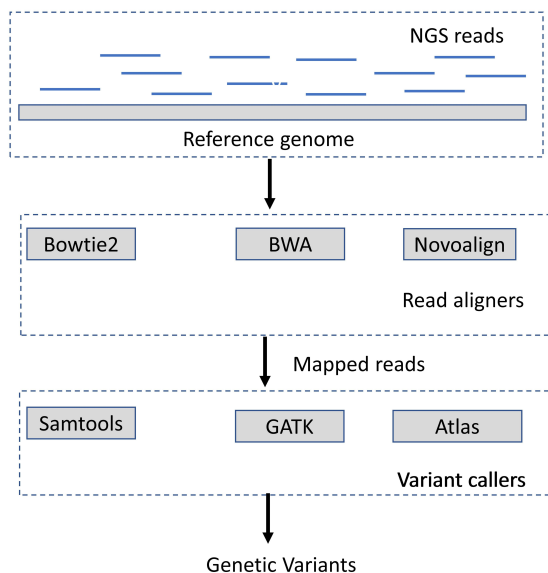 NGS reads
Reference genome
Bowtie2
BWA
Novoalign
Read aligners
Mapped reads
Samtools
GATK
Atlas
Variant callers
Genetic Variants